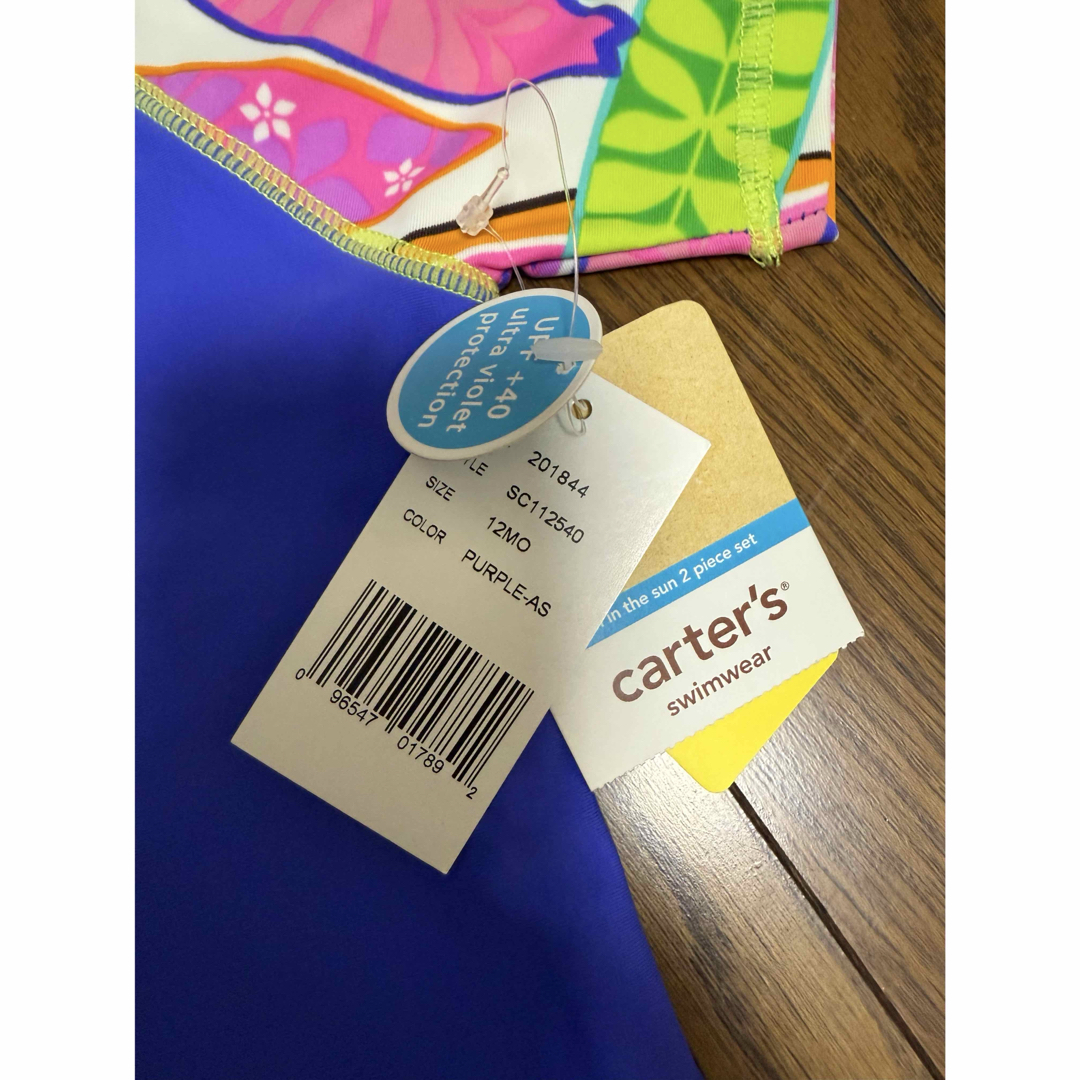 UPF +40
ultra violet
protection
201844
SC112540
SIZE 12MO
COLOR PURPLE-AS
0 96547 01789 2
in the sun 2 piece set
carter's®
swimwear